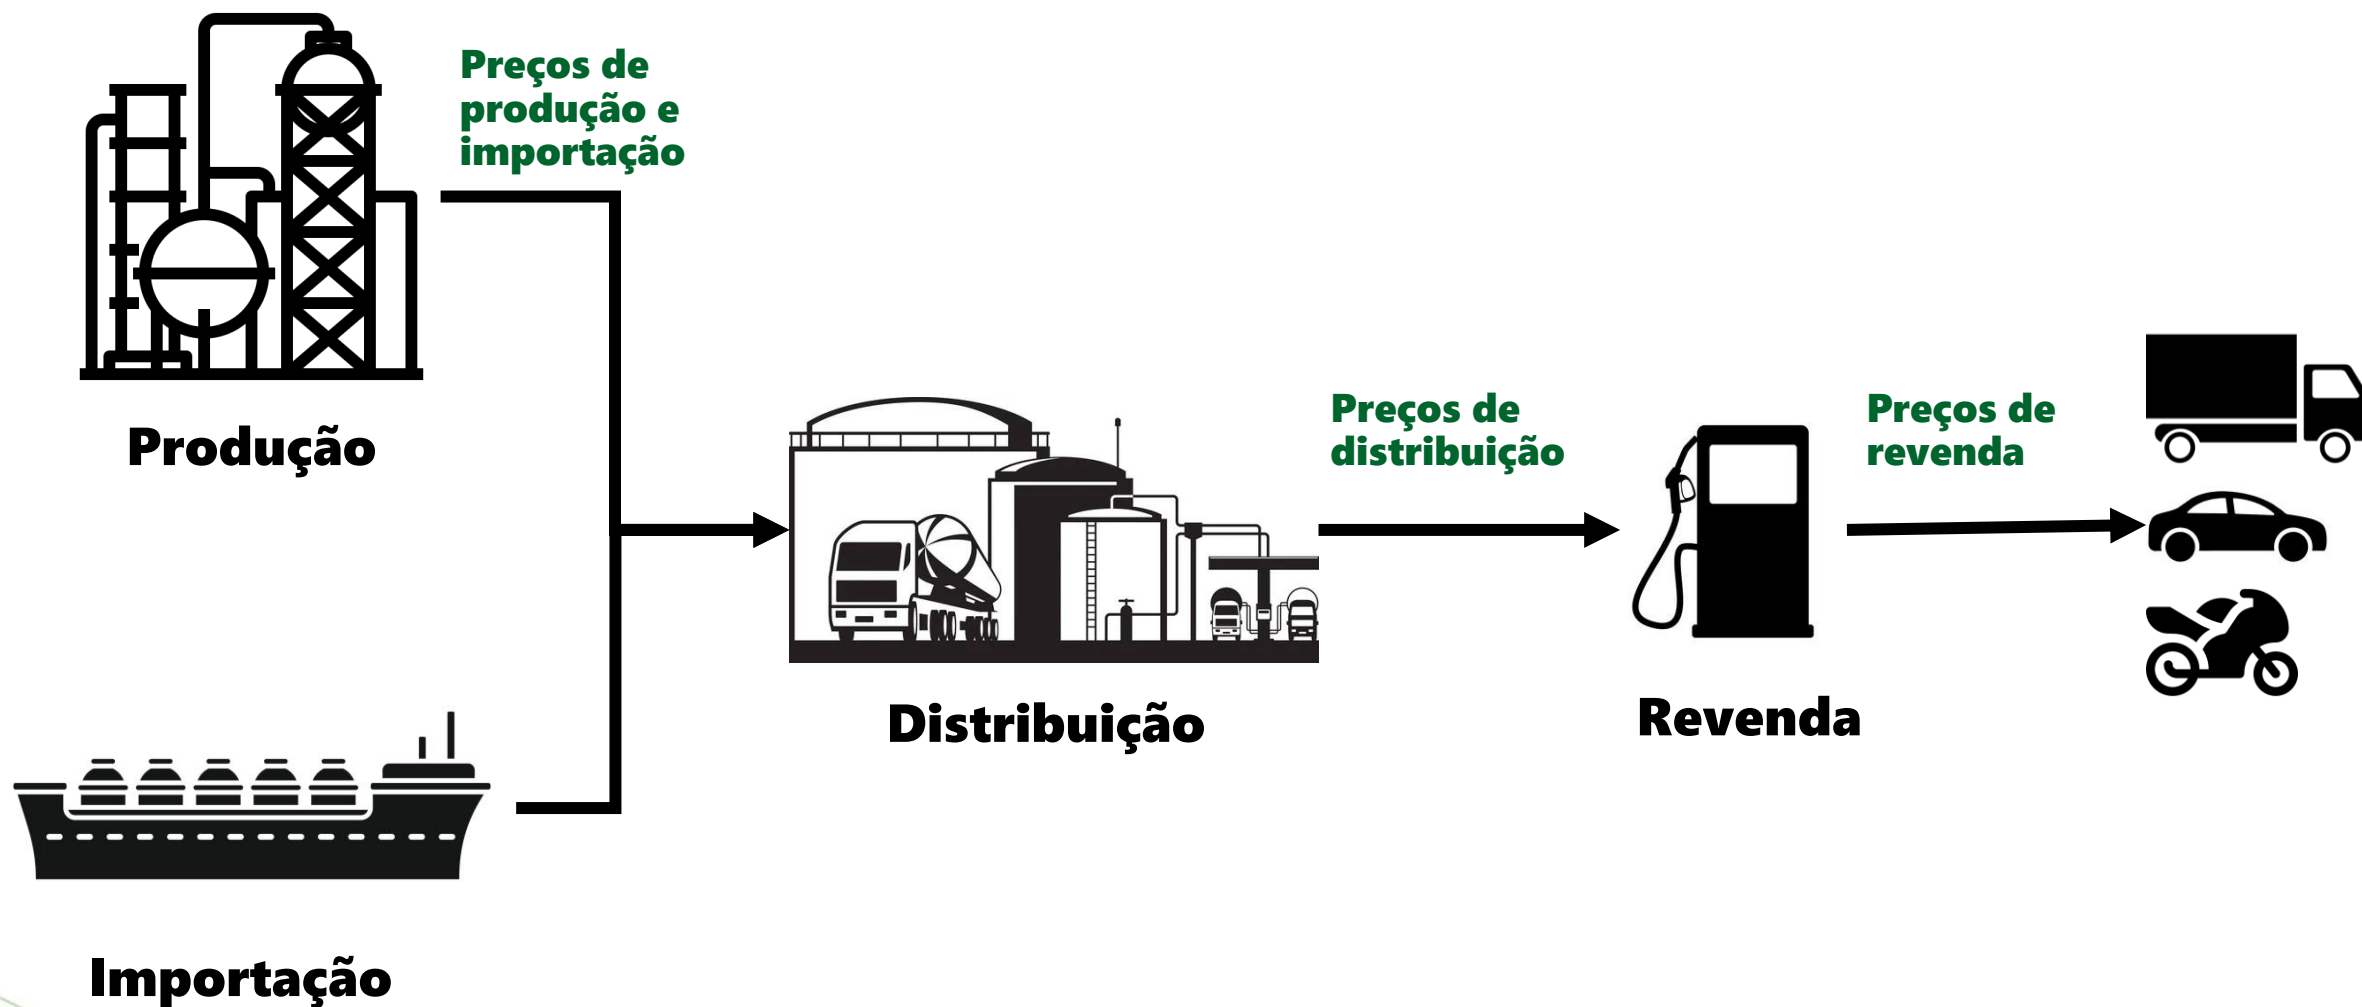 Preços de
produção e
importação
Produção
Preços de
distribuição
Preços de
revenda
Distribuição
Revenda
Importação